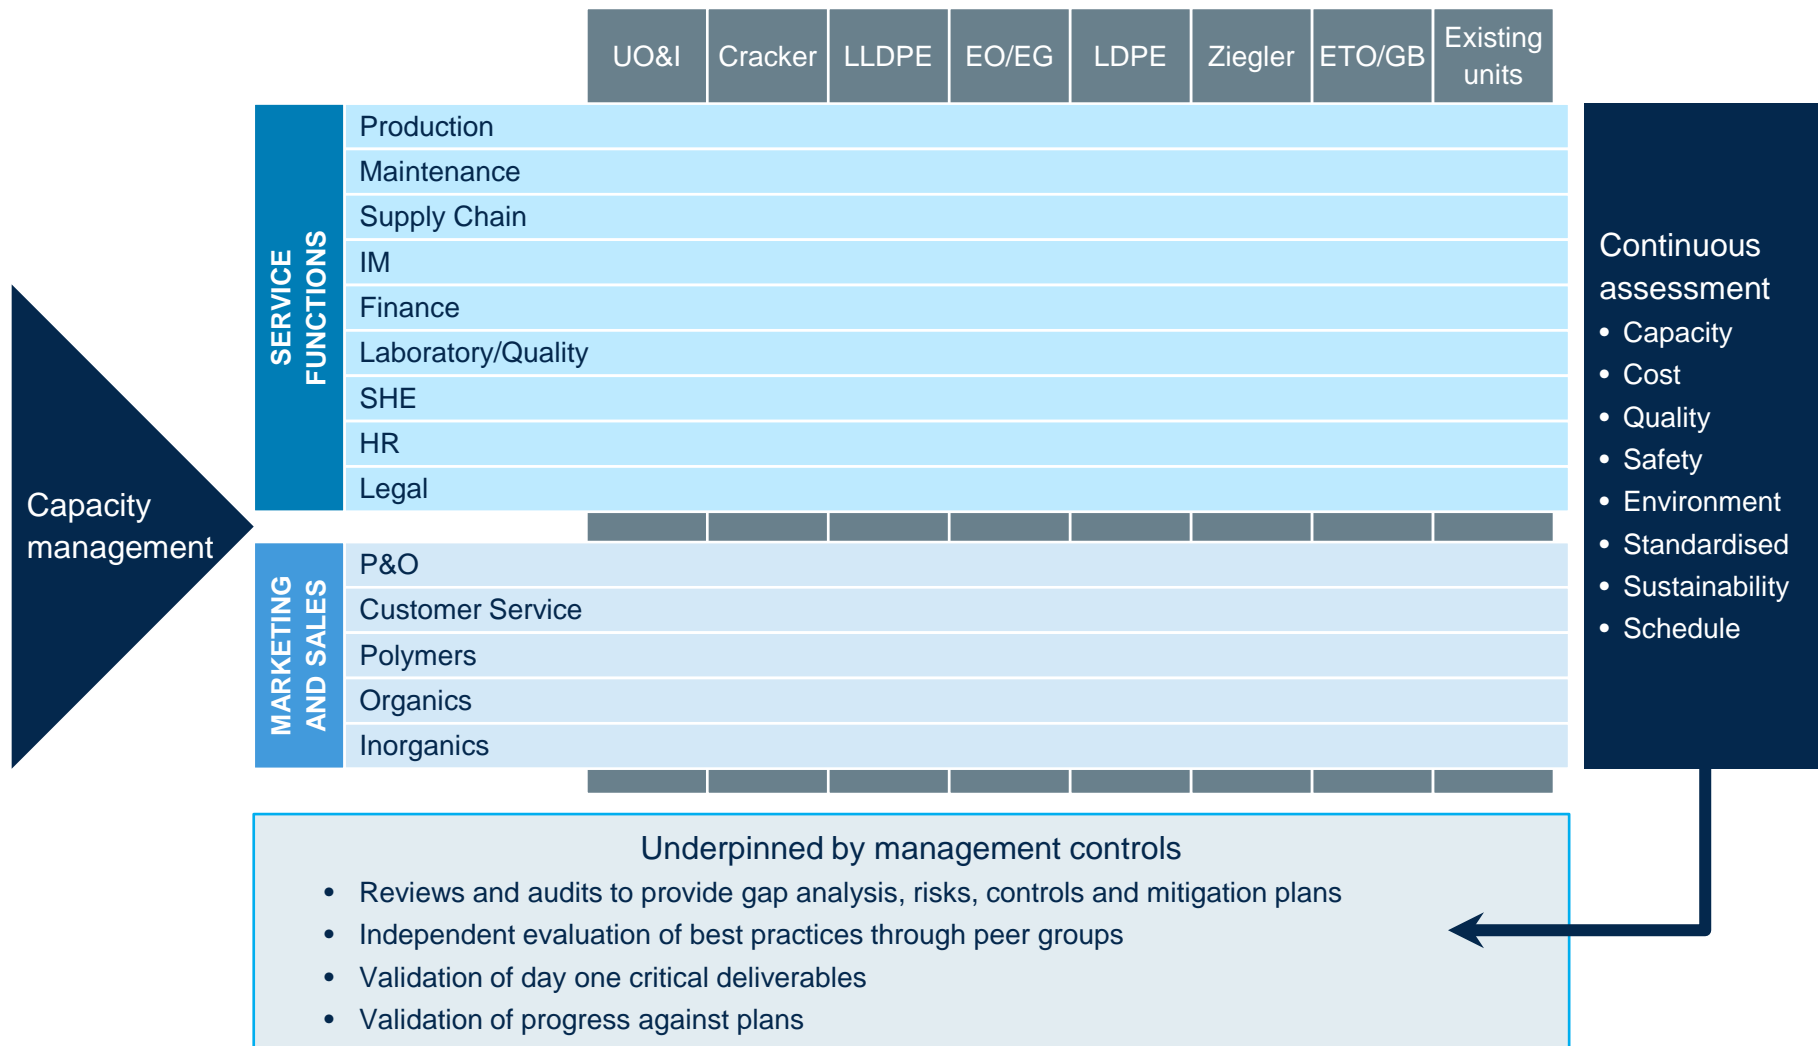 UO&I
Cracker
LLDPE
EO/EG
LDPE
Ziegler
ETO/GB
Existing
units
Capacity
management
SERVICE
FUNCTIONS
Production
Maintenance
Supply Chain
IM
Finance
Laboratory/Quality
SHE
HR
Legal
MARKETING
AND SALES
P&O
Customer Service
Polymers
Organics
Inorganics
Continuous
assessment
• Capacity
• Cost
• Quality
• Safety
• Environment
• Standardised
• Sustainability
• Schedule
Underpinned by management controls
• Reviews and audits to provide gap analysis, risks, controls and mitigation plans
• Independent evaluation of best practices through peer groups
• Validation of day one critical deliverables
• Validation of progress against plans